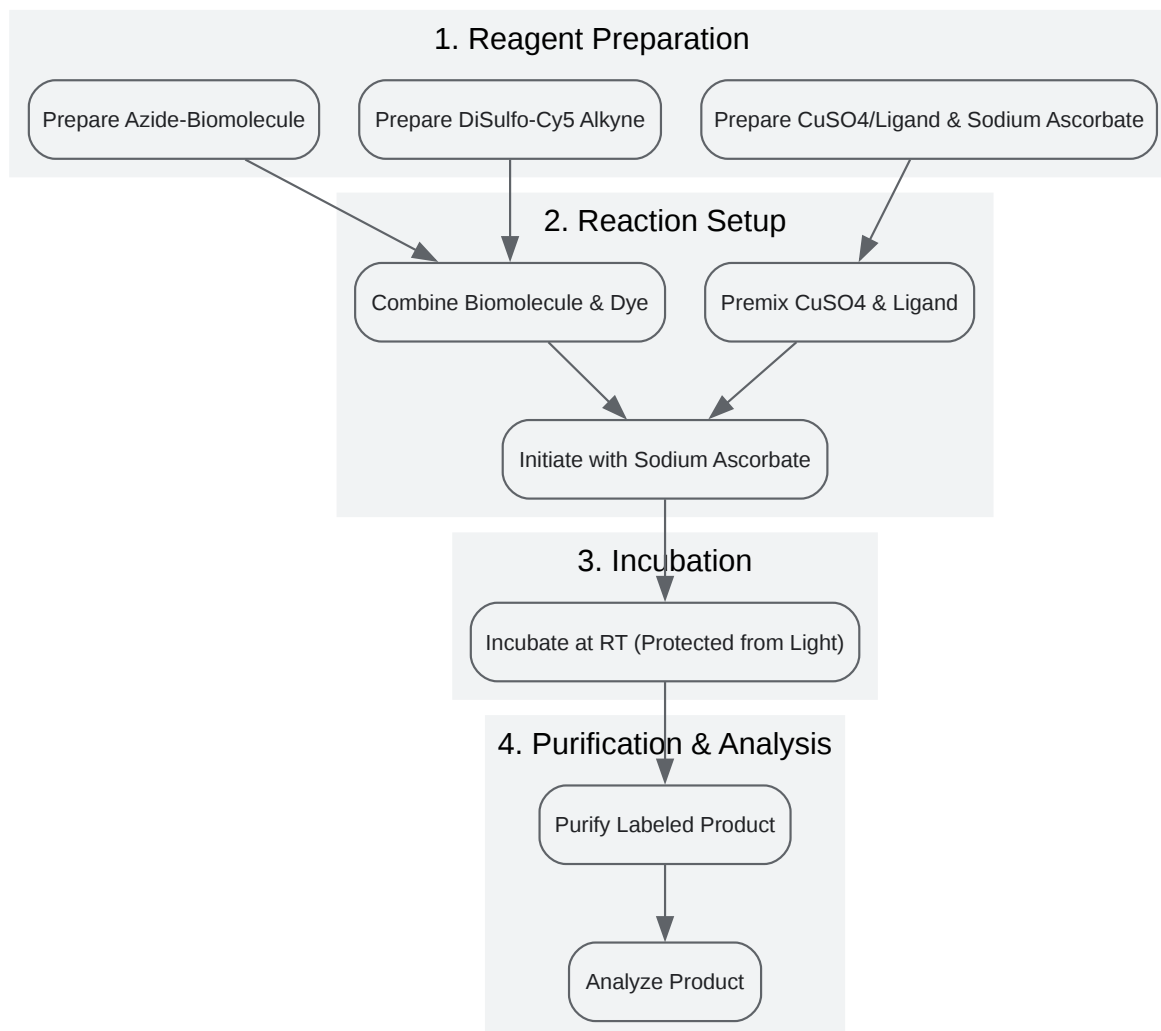 1. Reagent Preparation
Prepare Azide-Biomolecule
Prepare DiSulfo-Cy5 Alkyne
Prepare CuSO4/Ligand & Sodium Ascorbate
2. Reaction Setup
Combine Biomolecule & Dye
Premix CuSO4 & Ligand
Initiate with Sodium Ascorbate
3. Incubation
Incubate at RT (Protected from Light)
4. Purification & Analysis
Purify Labeled Product
Analyze Product